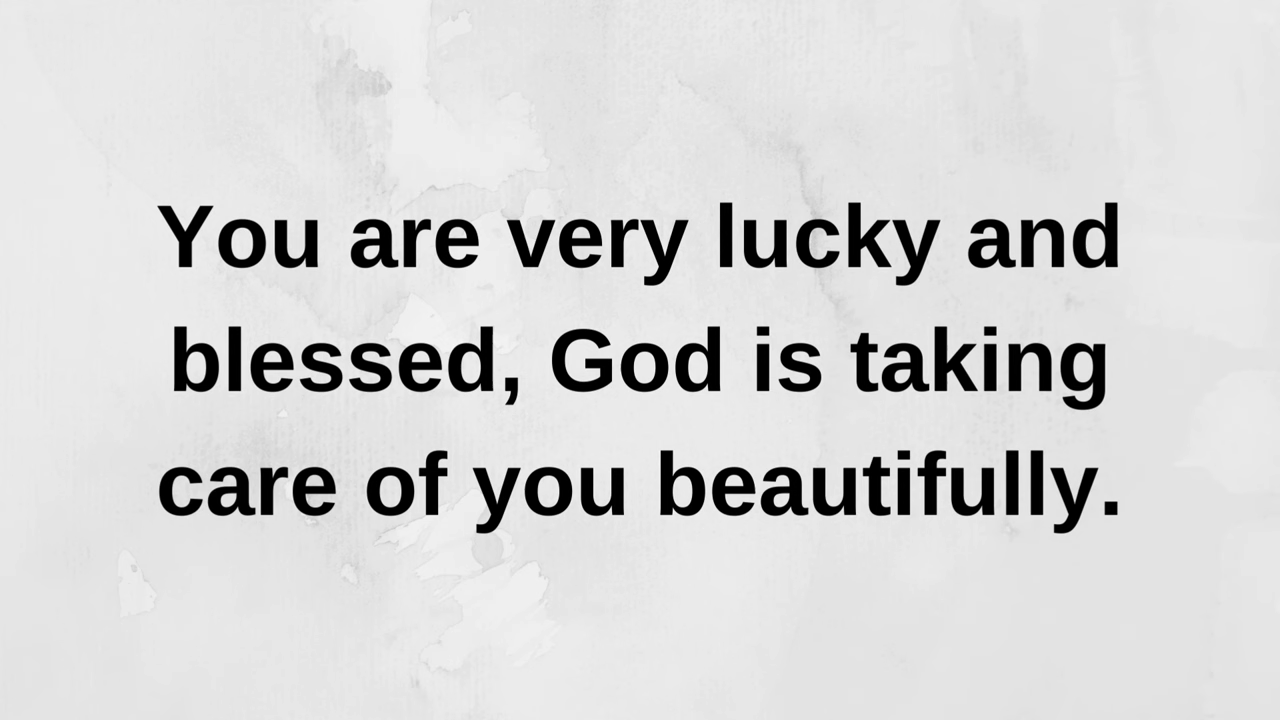 You are very lucky and
blessed, God is taking
care of you beautifully.